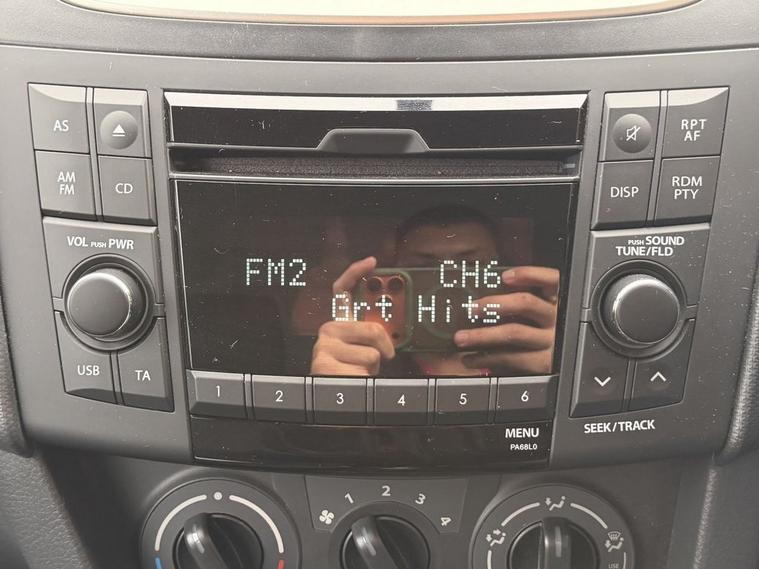 AS
RPT
AF
AM
FM
CD
DISP
RDM
PTY
VOL PUSH PWR
PUSH SOUND
TUNE/FLD
FM2 CH6
Grt Hits
USB
TA
1 2 3 4 5 6
SEEK/TRACK
MENU
PA68L0
1 2 3 4